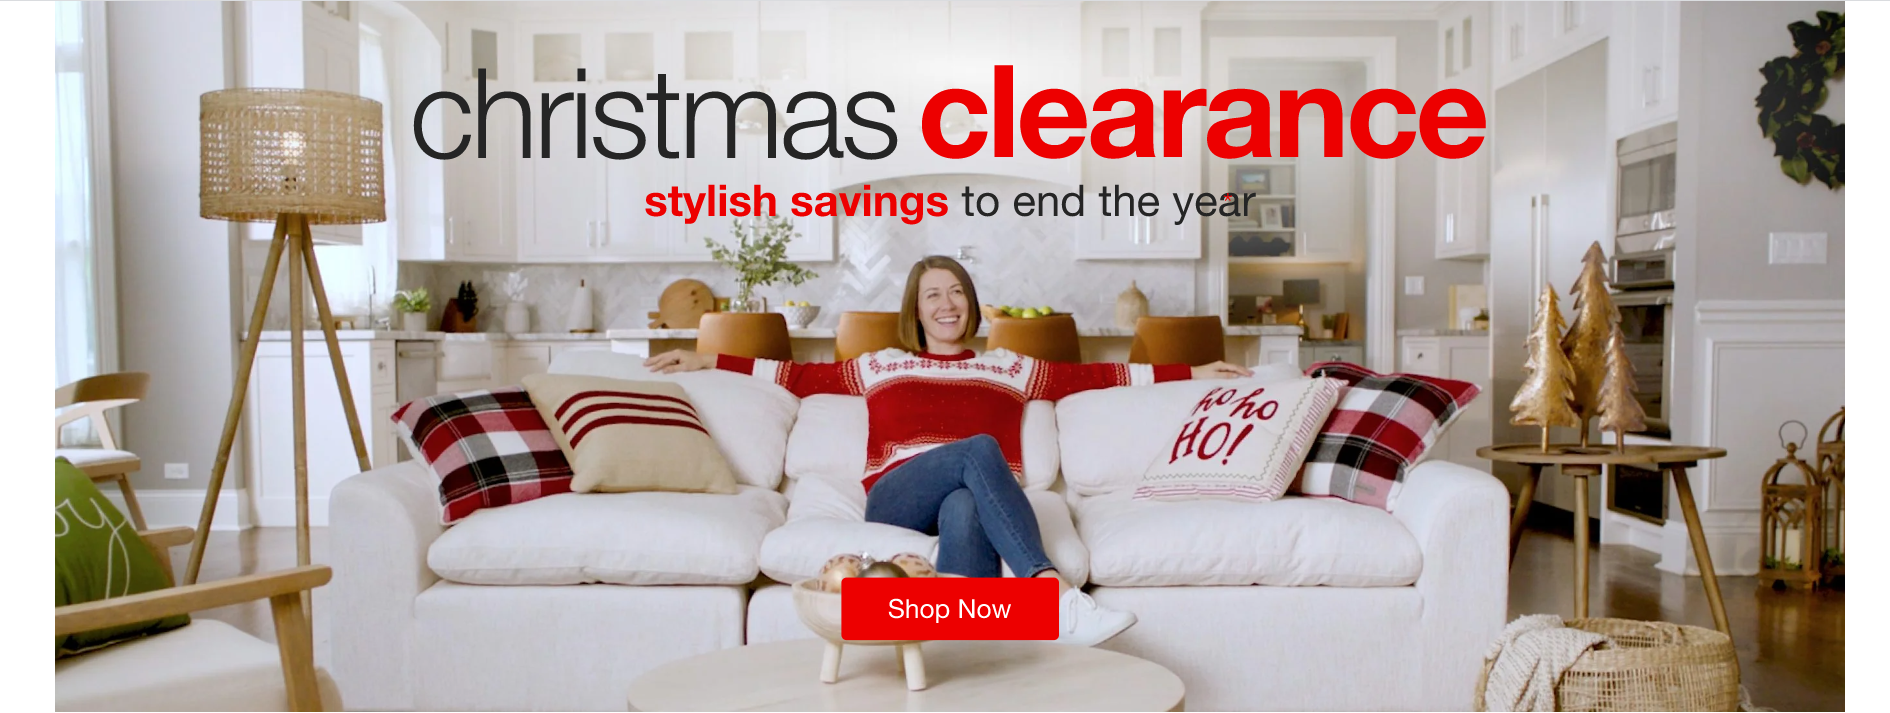 christmas clearance
stylish savings to end the year
ho ho
HO!
Shop Now